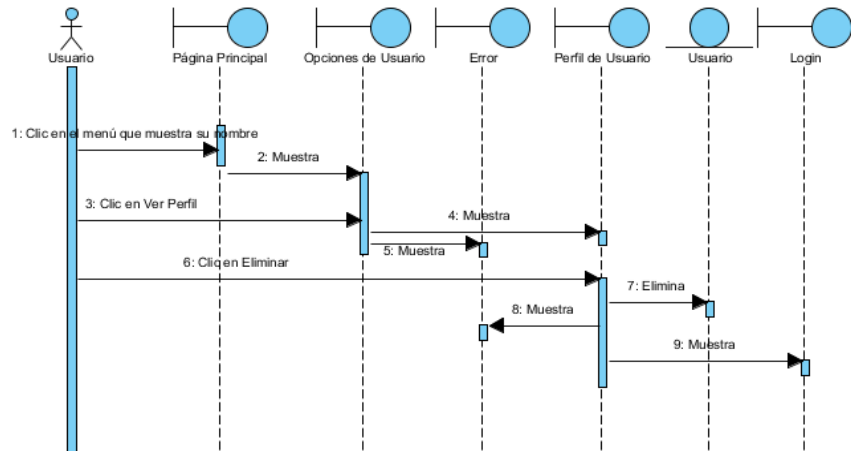 Usuario
Página Principal
Opciones de Usuario
Error
Perfil de Usuario
Usuario
Login
1: Clic en el menú que muestra su nombre
2: Muestra
3: Clic en Ver Perfil
4: Muestra
5: Muestra
6: Clic en Eliminar
7: Elimina
8: Muestra
9: Muestra